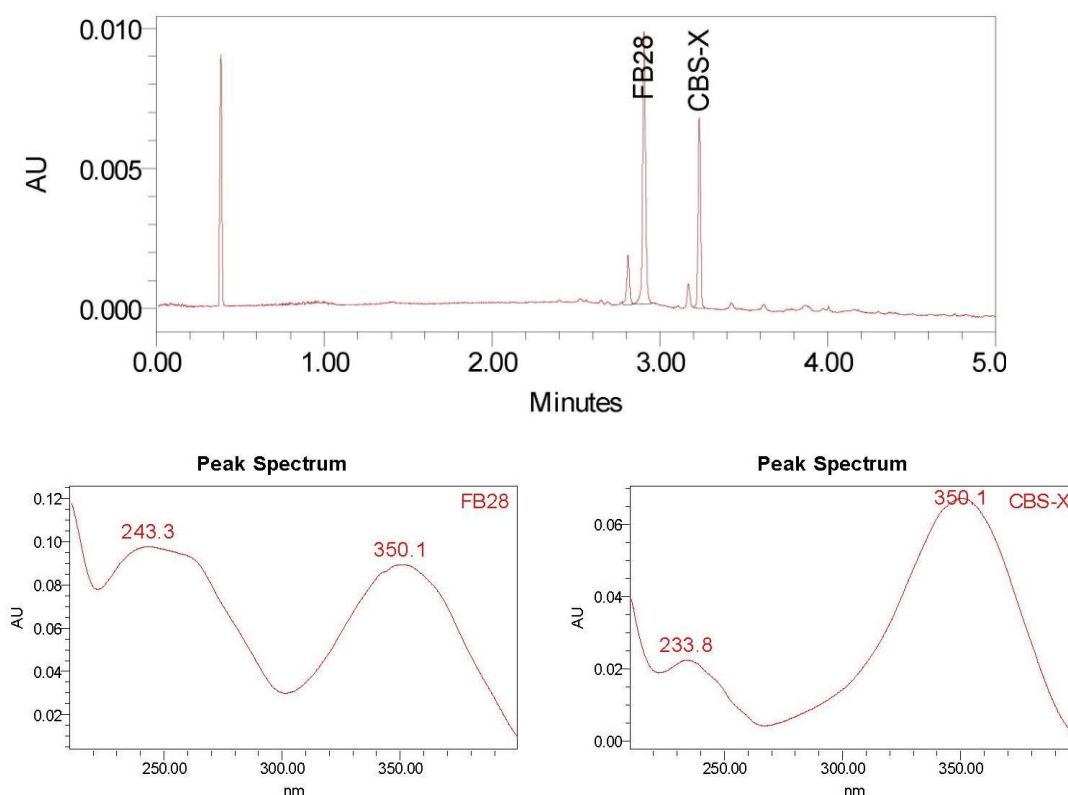 0.010
0.005
0.000
AU
FB28
CBS-X
0.00 1.00 2.00 3.00 4.00 5.0
Minutes
Peak Spectrum
FB28
0.12
0.10
0.08
0.06
0.04
0.02
AU
243.3
350.1
250.00 300.00 350.00
nm
Peak Spectrum
CBS-X
0.06
0.04
0.02
0.00
AU
233.8
350.1
250.00 300.00 350.00
nm